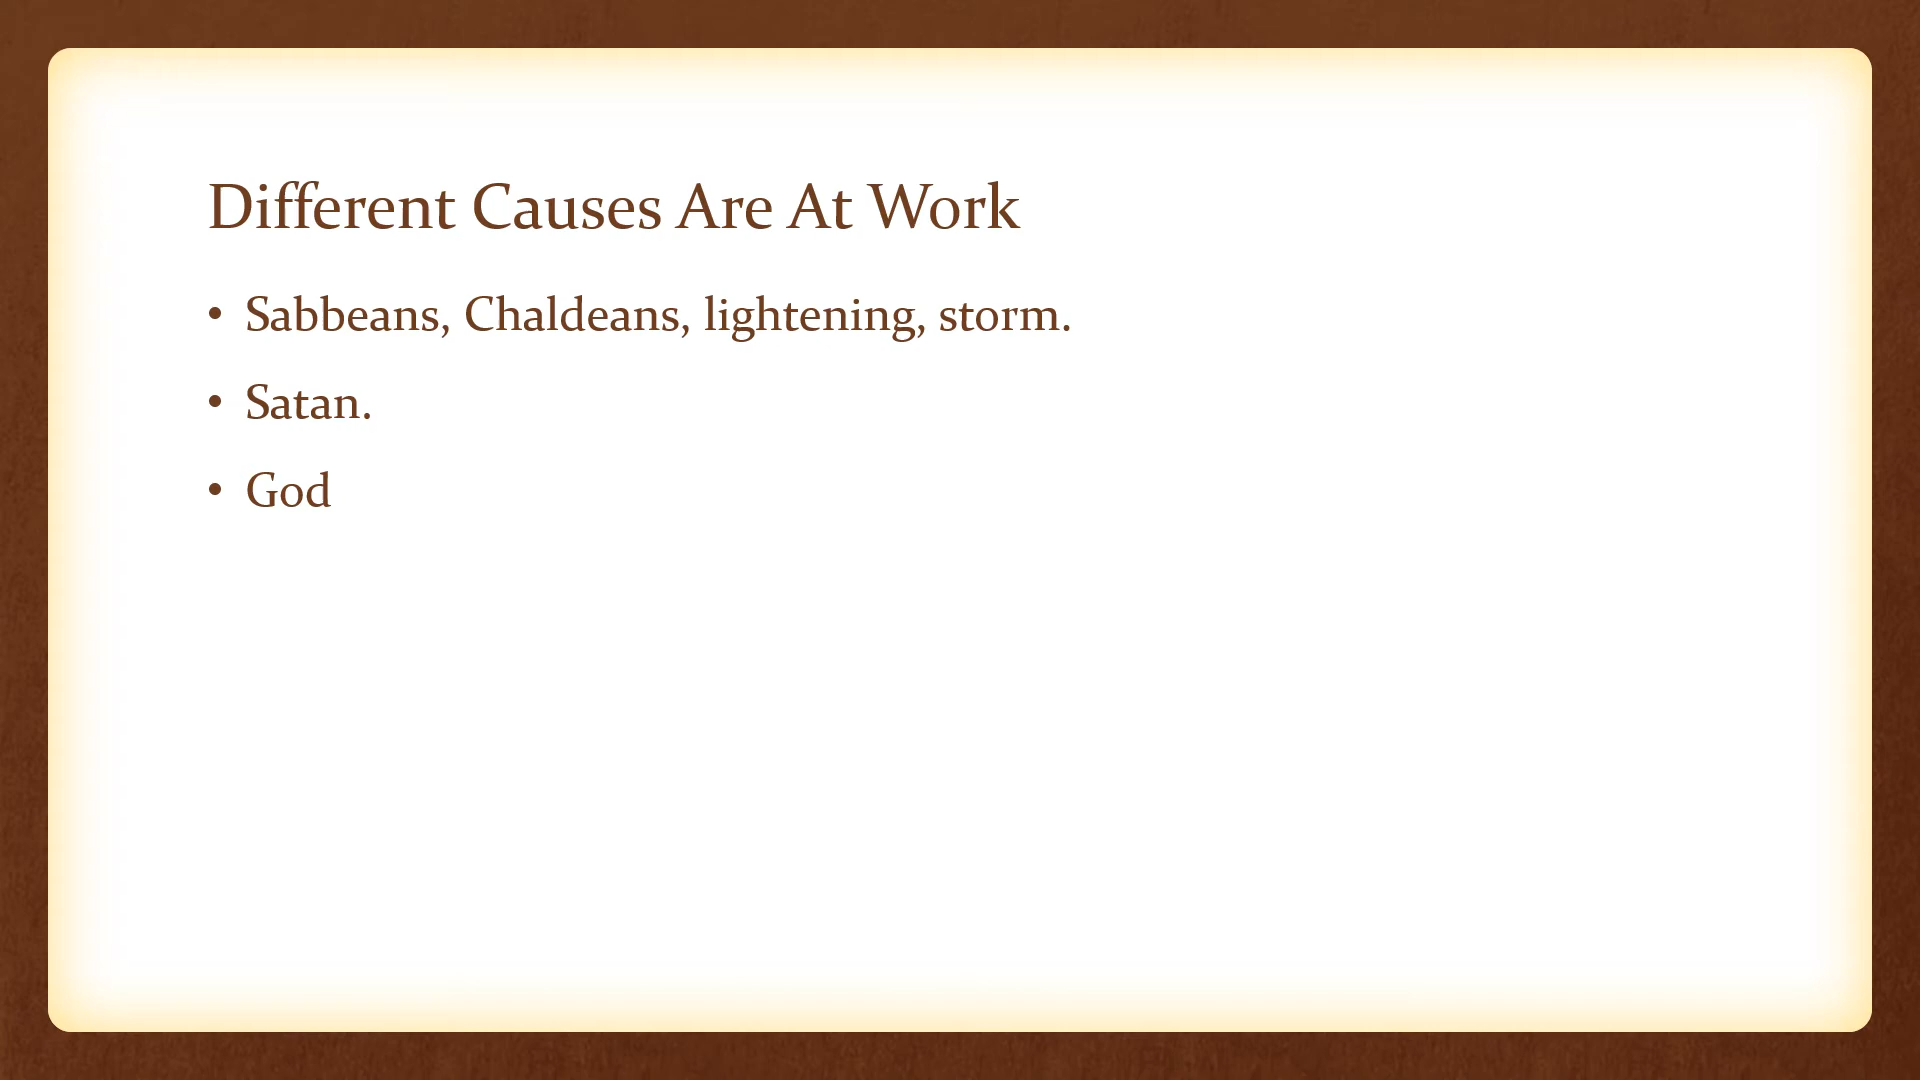 Different Causes Are At Work
• Sabbeans, Chaldeans, lightening, storm.
• Satan.
• God